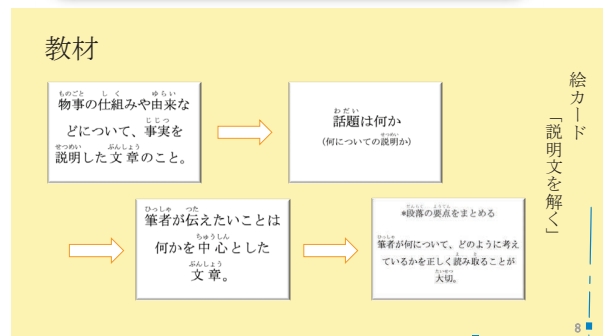 教材
絵カード
「説明文を解く」
物事の仕組みや由来な
どについて、事実を
説明した文章のこと。
話題は何か
(何についての説明か)
筆者が伝えたいことは
何かを中心とした
文章。
*段落の要点をまとめる
筆者が何について、どのように考え
ているかを正しく読み取ることが
大切。
8